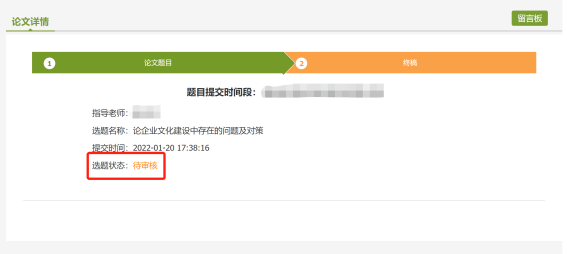 论文详情
留言板
1 论文题目 2 终稿
题目提交时间段：
指导老师：
选题名称：论企业文化建设中存在的问题及对策
提交时间：2022-01-20 17:38:16
选题状态：待审核